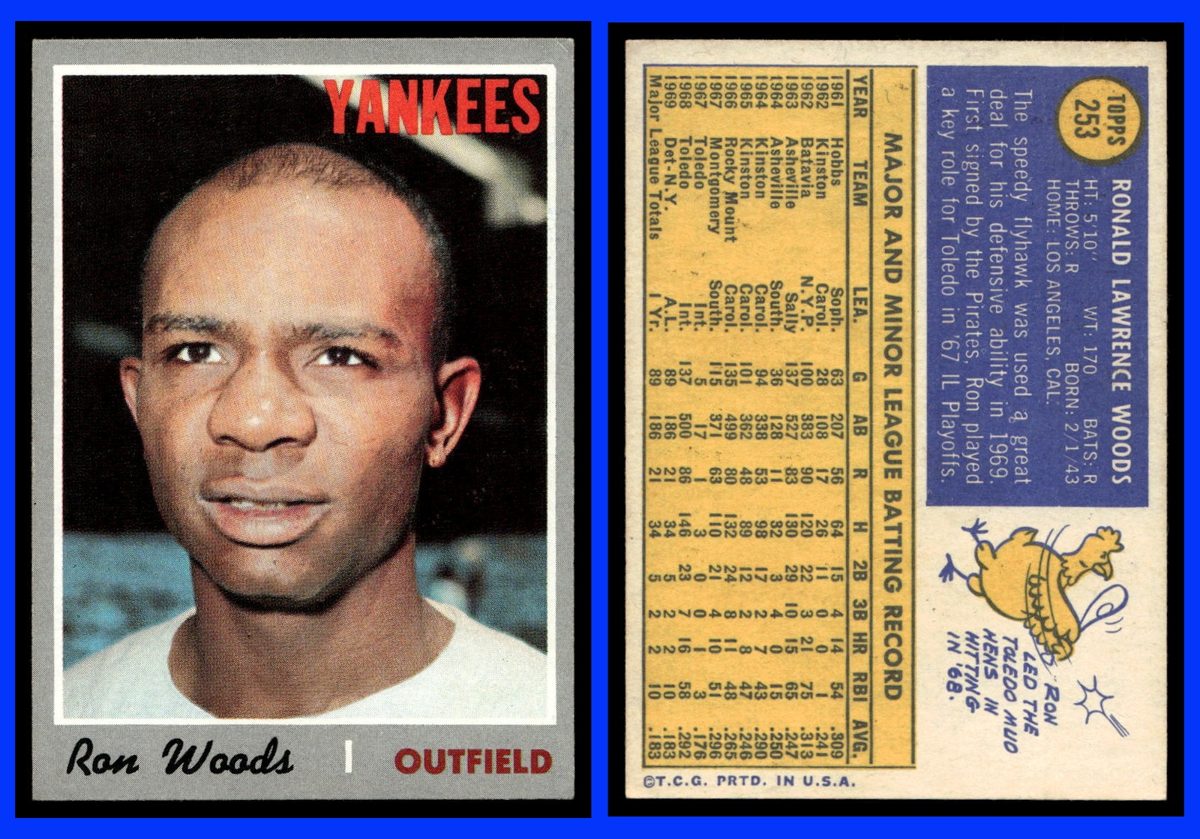 YANKEES
Ron Woods | OUTFIELD
TOPPS
253
RONALD LAWRENCE WOODS
HT: 5'10" WT: 170 BATS: R
THROWS: R BORN: 2/1/43
HOME: LOS ANGELES, CAL.
The speedy flyhawk was used a great
deal for his defensive ability in 1969.
First signed by the Pirates, Ron played
a key role for Toledo in '67 IL Playoffs.
RON
LED THE
TOLEDO MUD
HENS IN
HITTING
IN '68.
MAJOR AND MINOR LEAGUE BATTING RECORD
YEAR TEAM LEA. G AB R H 2B 3B HR RBI AVG.
1961 Hobbs Soph. 63 207 56 64 15 4 14 54 .309
1962 Kinston Carol. 28 108 17 26 0 0 .241
1962 Batavia N.Y.P 100 383 90 120 22 3 21 75 .313
1963 Asheville Sally 137 527 83 130 29 10 15 65 .247
1964 Asheville South. 36 128 11 32 3 4 0 .250
1964 Kinston Carol. 94 338 53 98 17 2 7 43 .290
1965 Kinston Carol. 101 362 48 89 12 2 8 47 .246
1966 Rocky Mount Carol. 135 499 80 132 24 8 11 48 .265
1967 Montgomery South. 115 371 63 110 21 4 10 51 .296
1967 Toledo Int. 5 17 1 3 0 0 0 0 .176
1968 Toledo Int. 137 500 86 146 23 7 16 58 .292
1969 Det-N.Y. A.L. 89 186 21 34 5 2 1 10 .183
Major League Totals 1 Yr. 89 186 21 34 5 2 1 10 .183
©T.C.G. PRTD. IN U.S.A.